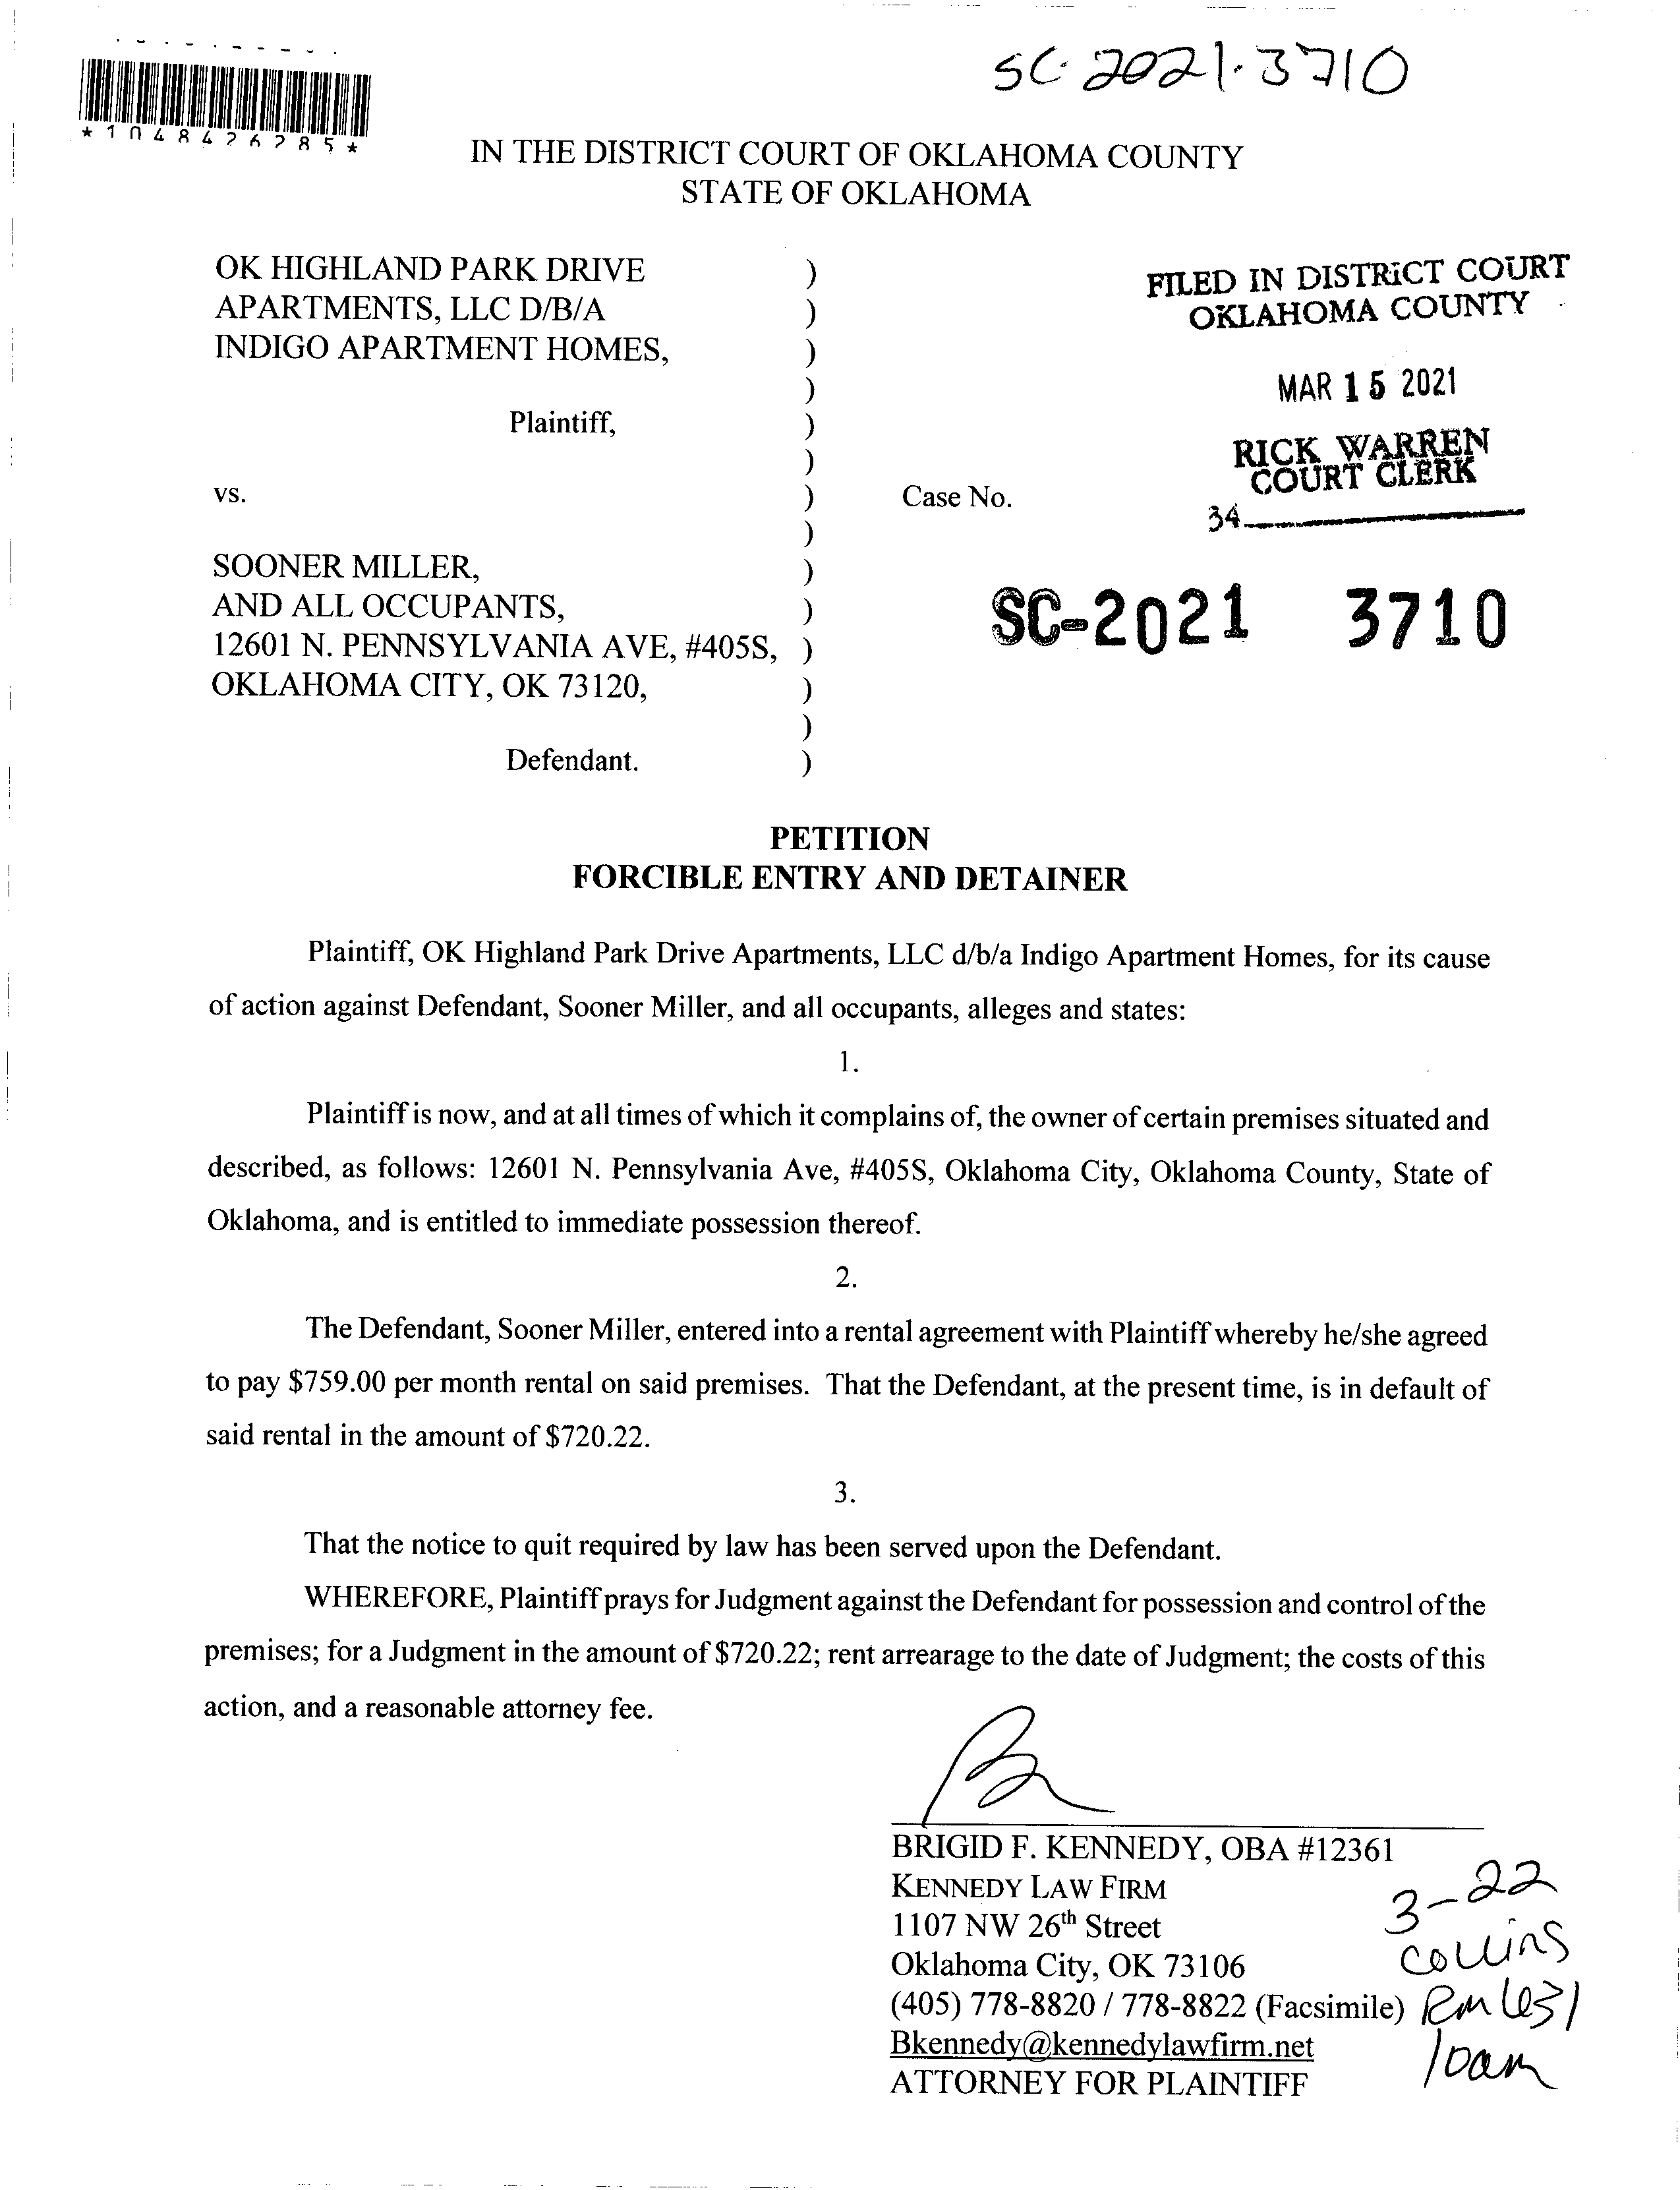 SC-2021-3710
*1048426285*
IN THE DISTRICT COURT OF OKLAHOMA COUNTY
STATE OF OKLAHOMA
OK HIGHLAND PARK DRIVE )
APARTMENTS, LLC D/B/A )
INDIGO APARTMENT HOMES, )
)
Plaintiff, )
)
vs. ) Case No.
)
SOONER MILLER, )
AND ALL OCCUPANTS, )
12601 N. PENNSYLVANIA AVE, #405S, )
OKLAHOMA CITY, OK 73120, )
)
Defendant. )
FILED IN DISTRICT COURT
OKLAHOMA COUNTY
MAR 15 2021
RICK WARREN
COURT CLERK
34
SC-2021 3710
PETITION
FORCIBLE ENTRY AND DETAINER
Plaintiff, OK Highland Park Drive Apartments, LLC d/b/a Indigo Apartment Homes, for its cause
of action against Defendant, Sooner Miller, and all occupants, alleges and states:
1.
Plaintiff is now, and at all times of which it complains of, the owner of certain premises situated and
described, as follows: 12601 N. Pennsylvania Ave, #405S, Oklahoma City, Oklahoma County, State of
Oklahoma, and is entitled to immediate possession thereof.
2.
The Defendant, Sooner Miller, entered into a rental agreement with Plaintiff whereby he/she agreed
to pay $759.00 per month rental on said premises. That the Defendant, at the present time, is in default of
said rental in the amount of $720.22.
3.
That the notice to quit required by law has been served upon the Defendant.
WHEREFORE, Plaintiff prays for Judgment against the Defendant for possession and control of the
premises; for a Judgment in the amount of $720.22; rent arrearage to the date of Judgment; the costs of this
action, and a reasonable attorney fee.
BRIGID F. KENNEDY, OBA #12361
KENNEDY LAW FIRM
1107 NW 26th Street
Oklahoma City, OK 73106
(405) 778-8820 / 778-8822 (Facsimile)
Bkennedy@kennedylawfirm.net
ATTORNEY FOR PLAINTIFF
3-22
Collins
Rm 631
10am